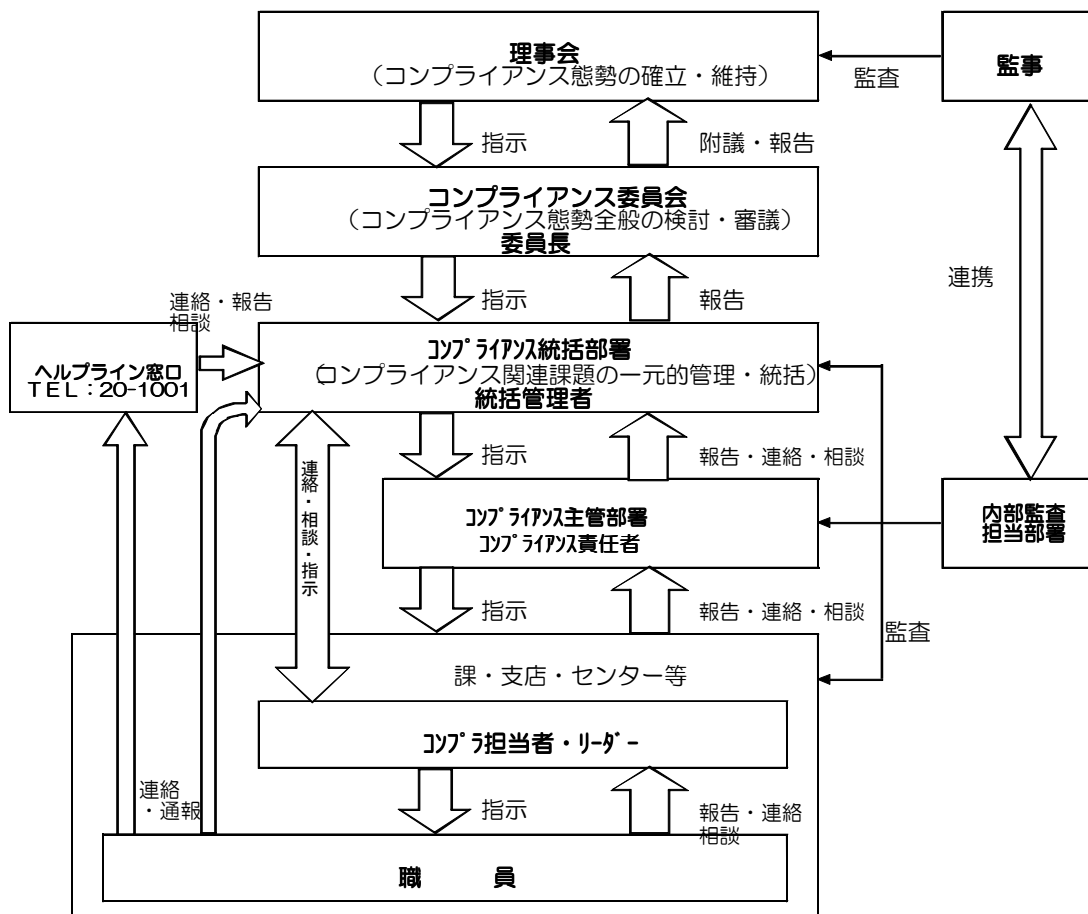 理事会
(コンプライアンス態勢の確立・維持)
監査
監事
指示
附議・報告
コンプライアンス委員会
(コンプライアンス態勢全般の検討・審議)
委員長
連携
指示
報告
連絡・報告
相談
ヘルプライン窓口
TEL:20-1001
コンプライアンス統括部署
(コンプライアンス関連課題の一元的管理・統括)
統括管理者
連絡・相談・指示
指示
報告・連絡・相談
コンプライアンス主管部署
コンプライアンス責任者
内部監査
担当部署
指示
報告・連絡・相談
監査
課・支店・センター等
コンプラ担当者・リーダー
連絡
・通報
指示
報告・連絡
相談
職 員